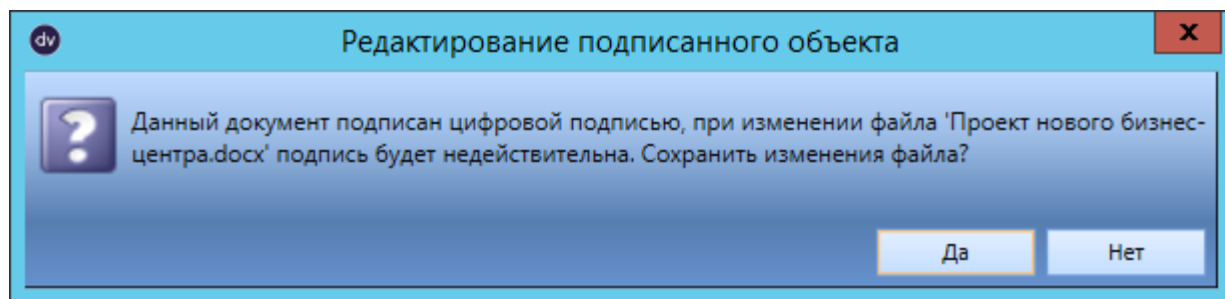 dv
Редактирование подписанного объекта
x
Данный документ подписан цифровой подписью, при изменении файла 'Проект нового бизнес-
центра.docx' подпись будет недействительна. Сохранить изменения файла?
Да
Нет